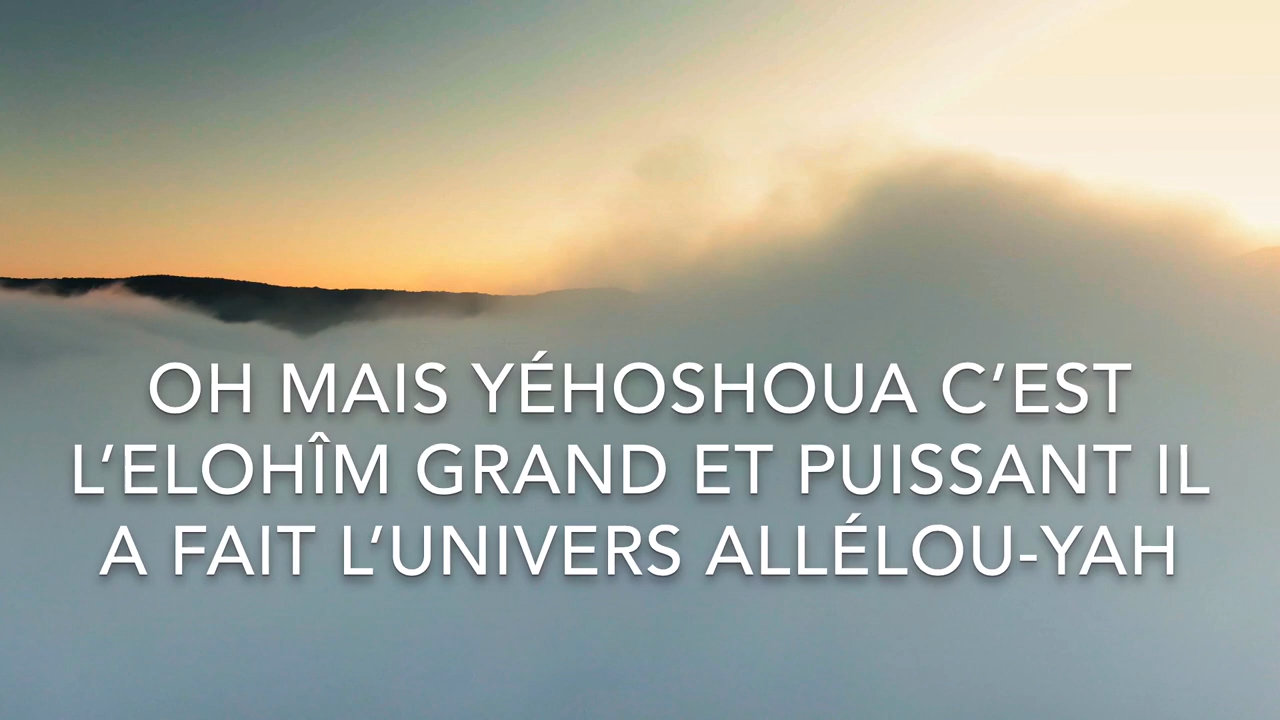 OH MAIS YÉHOSHOUA C’EST
L’ELOHÎM GRAND ET PUISSANT IL
A FAIT L’UNIVERS ALLÉLOU-YAH